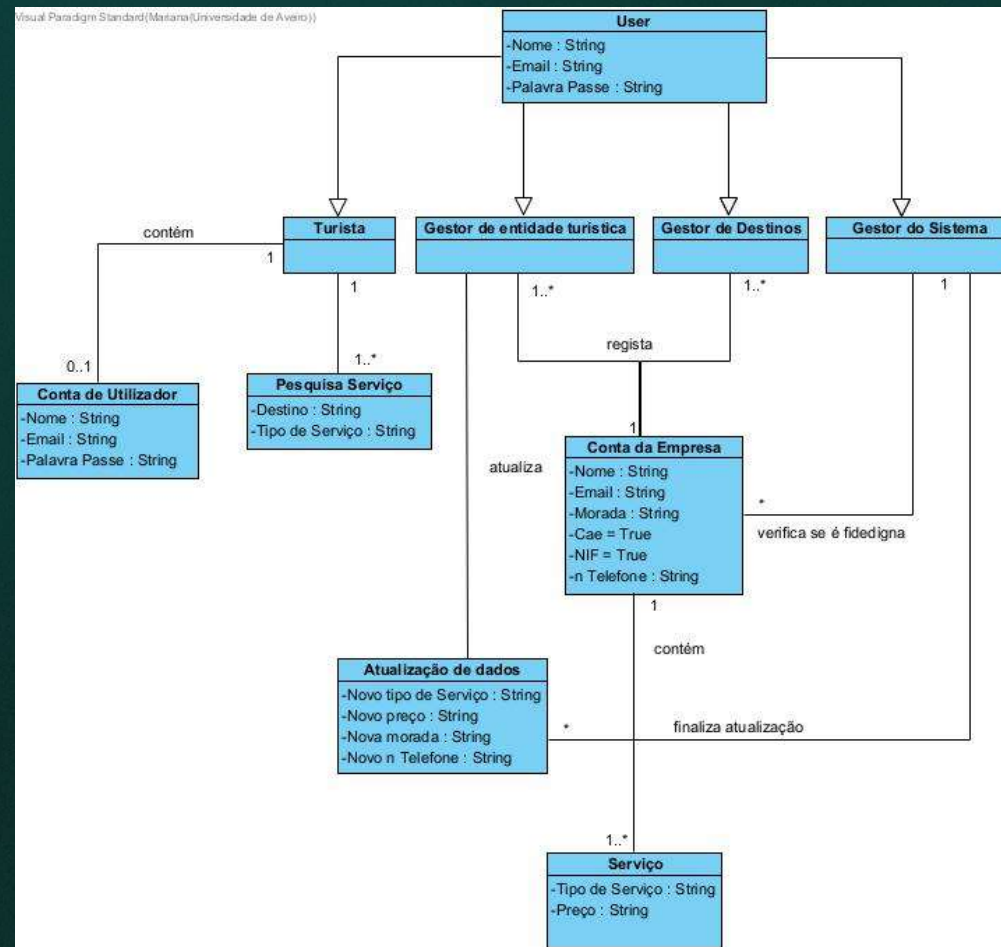 Visual Paradigm Standard(Mariana(Universidade de Aveiro))
User
-Nome : String
-Email : String
-Palavra Passe : String
Turista
Gestor de entidade turística
Gestor de Destinos
Gestor do Sistema
contém
1
1
1..*
1..*
1
regista
0..1
1..*
Conta de Utilizador
-Nome : String
-Email : String
-Palavra Passe : String
Pesquisa Serviço
-Destino : String
-Tipo de Serviço : String
1
Conta da Empresa
-Nome : String
-Email : String
-Morada : String
-Cae = True
-NIF = True
-n Telefone : String
atualiza
*
verifica se é fidedigna
1
contém
Atualização de dados
-Novo tipo de Serviço : String
-Novo preço : String
-Nova morada : String
-Novo n Telefone : String
*
finaliza atualização
1..*
Serviço
-Tipo de Serviço : String
-Preço : String